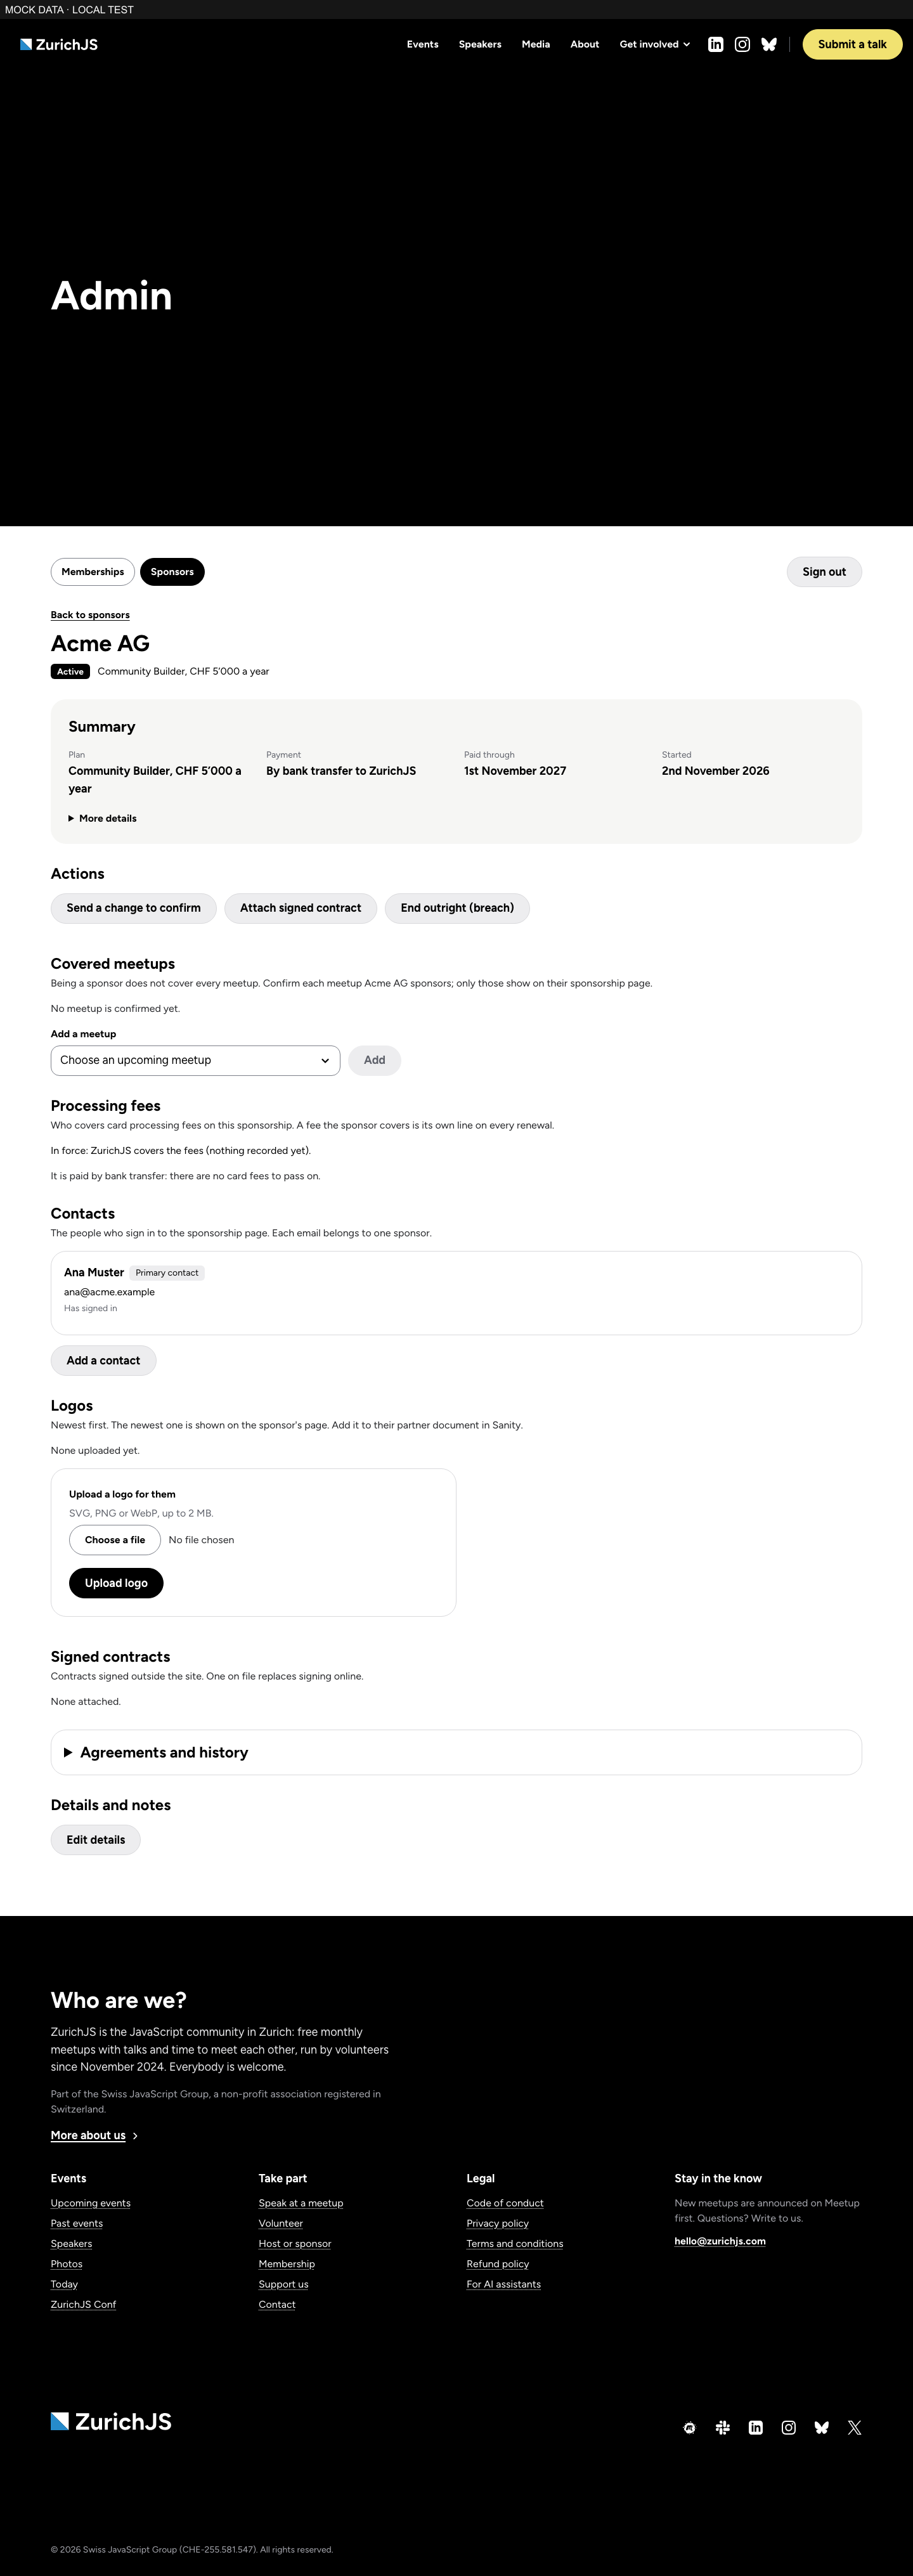 MOCK DATA · LOCAL TEST
ZurichJS
Events
Speakers
Media
About
Get involved
Submit a talk
Admin
Memberships
Sponsors
Sign out
Back to sponsors
Acme AG
Active
Community Builder, CHF 5’000 a year
Summary
Plan
Community Builder, CHF 5’000 a
year
Payment
By bank transfer to ZurichJS
Paid through
1st November 2027
Started
2nd November 2026
More details
Actions
Send a change to confirm
Attach signed contract
End outright (breach)
Covered meetups
Being a sponsor does not cover every meetup. Confirm each meetup Acme AG sponsors; only those show on their sponsorship page.
No meetup is confirmed yet.
Add a meetup
Choose an upcoming meetup
Add
Processing fees
Who covers card processing fees on this sponsorship. A fee the sponsor covers is its own line on every renewal.
In force: ZurichJS covers the fees (nothing recorded yet).
It is paid by bank transfer: there are no card fees to pass on.
Contacts
The people who sign in to the sponsorship page. Each email belongs to one sponsor.
Ana Muster
Primary contact
ana@acme.example
Has signed in
Add a contact
Logos
Newest first. The newest one is shown on the sponsor's page. Add it to their partner document in Sanity.
None uploaded yet.
Upload a logo for them
SVG, PNG or WebP, up to 2 MB.
Choose a file
No file chosen
Upload logo
Signed contracts
Contracts signed outside the site. One on file replaces signing online.
None attached.
Agreements and history
Details and notes
Edit details
Who are we?
ZurichJS is the JavaScript community in Zurich: free monthly
meetups with talks and time to meet each other, run by volunteers
since November 2024. Everybody is welcome.
Part of the Swiss JavaScript Group, a non-profit association registered in
Switzerland.
More about us
Events
Upcoming events
Past events
Speakers
Photos
Today
ZurichJS Conf
Take part
Speak at a meetup
Volunteer
Host or sponsor
Membership
Support us
Contact
Legal
Code of conduct
Privacy policy
Terms and conditions
Refund policy
For AI assistants
Stay in the know
New meetups are announced on Meetup
first. Questions? Write to us.
hello@zurichjs.com
ZurichJS
© 2026 Swiss JavaScript Group (CHE-255.581.547). All rights reserved.